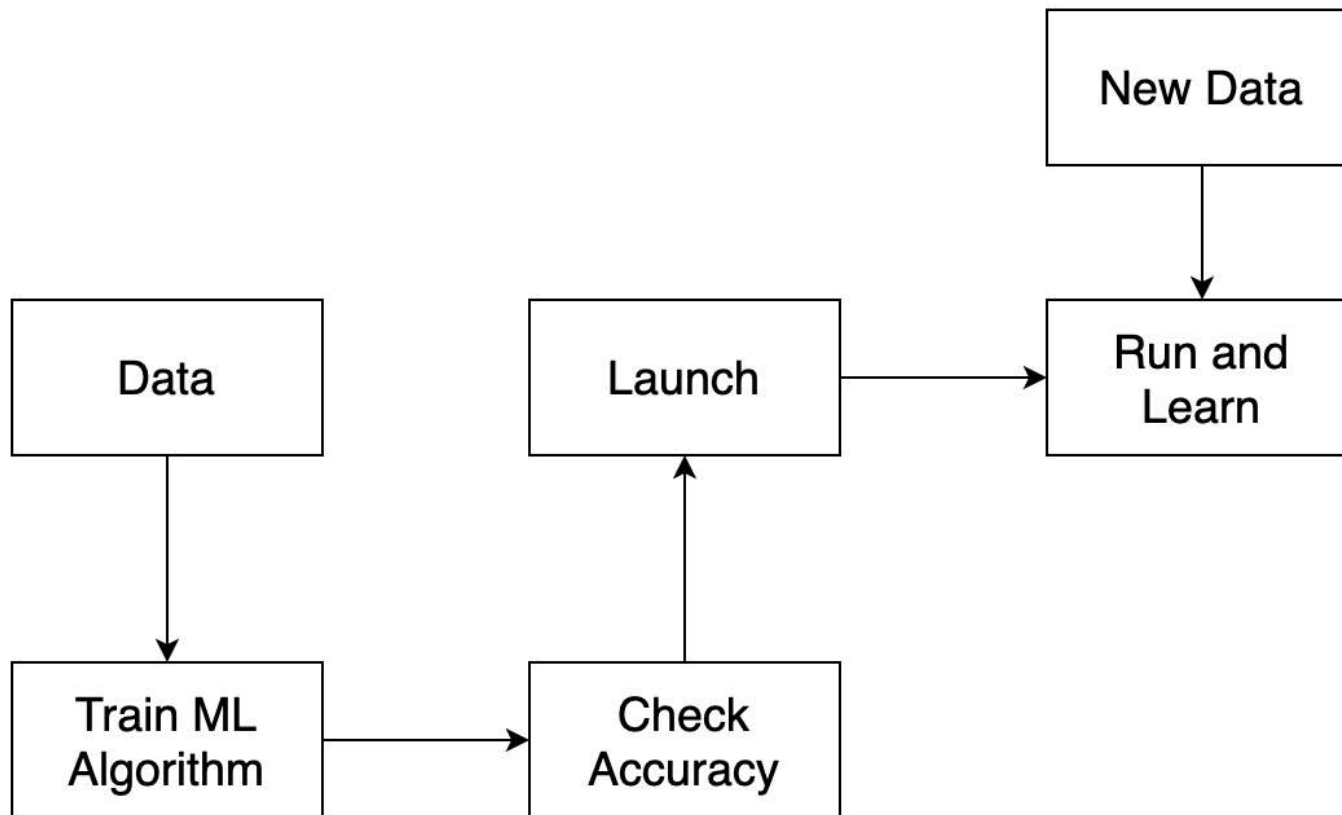 New Data
Data
Launch
Run and
Learn
Train ML
Algorithm
Check
Accuracy